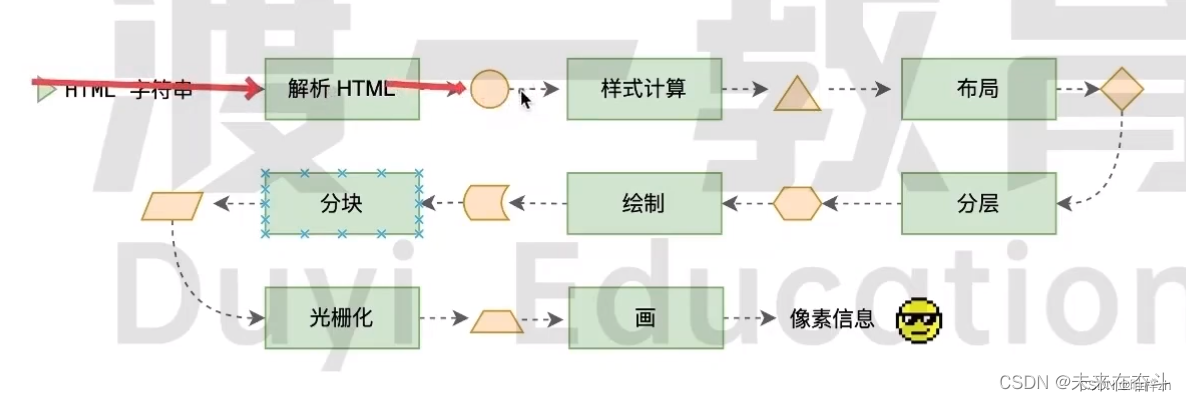 渡一教育
HTML 字符串
解析 HTML
样式计算
布局
分块
绘制
分层
Duyi Education
光栅化
画
像素信息
CSDN @未来在奋斗